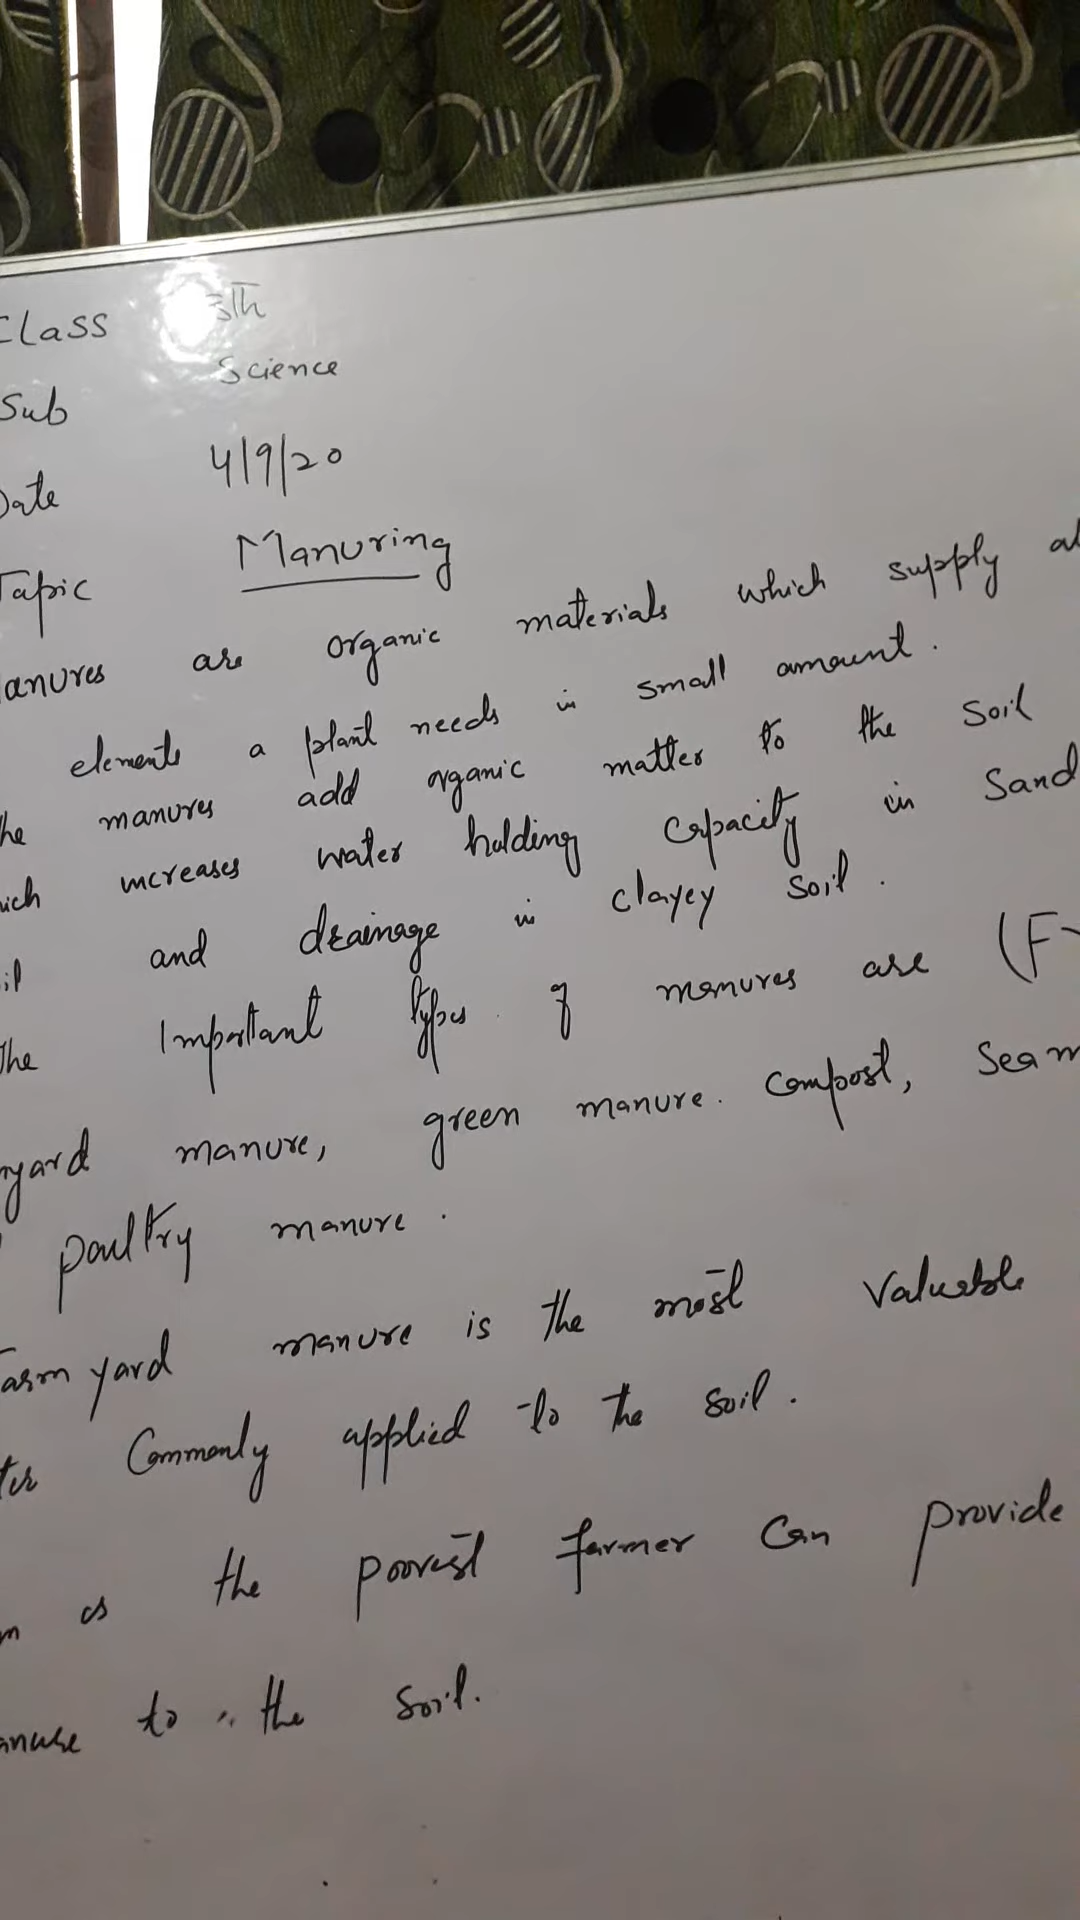 Class 8th
Sub Science
Date 4/9/20
Topic Manuring
anures are organic materials which supply al
elements a plant needs in small amount.
he manures add organic matter to the soil
ich increases water holding capacity in Sand
il and drainage in clayey soil.
The Important types of manures are (F
yard manure, green manure. Compost, Seam
poultry manure.
arm yard manure is the most Valuable
ter Commonly applied to the soil.
m as the poorest farmer can provide
anure to the soil.